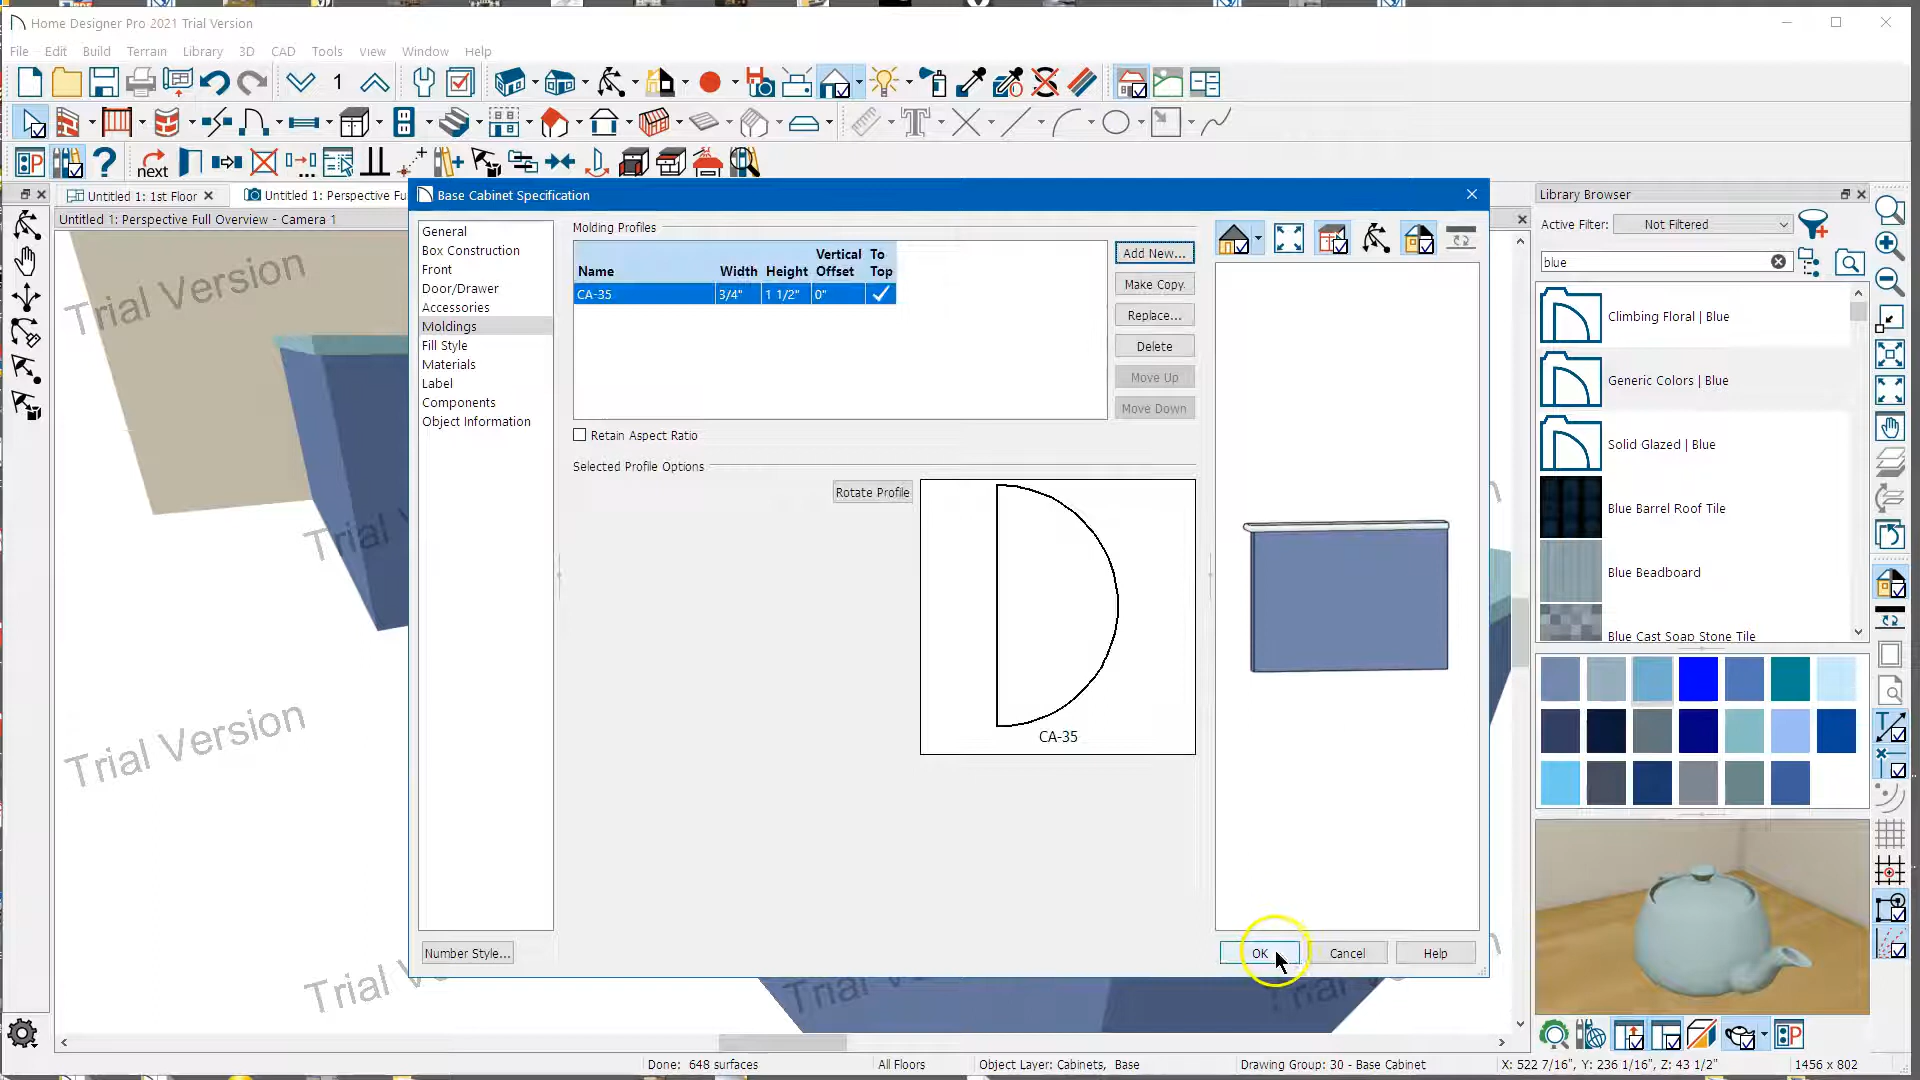 Home Designer Pro 2021 Trial Version
File Edit Build Terrain Library 3D CAD Tools View Window Help
1
next
Untitled 1: 1st Floor
Untitled 1: Perspective Fu
Untitled 1: Perspective Full Overview - Camera 1
Base Cabinet Specification
General
Box Construction
Front
Door/Drawer
Accessories
Moldings
Fill Style
Materials
Label
Components
Object Information
Number Style...
Molding Profiles
Name Width Height Vertical Offset To Top
CA-35 3/4" 1 1/2" 0"
Add New...
Make Copy.
Replace...
Delete
Move Up
Move Down
Retain Aspect Ratio
Selected Profile Options
Rotate Profile
CA-35
OK Cancel Help
Library Browser
Active Filter: Not Filtered
blue
Climbing Floral | Blue
Generic Colors | Blue
Solid Glazed | Blue
Blue Barrel Roof Tile
Blue Beadboard
Blue Cast Soap Stone Tile
Trial Version
Trial Version
Done: 648 surfaces All Floors Object Layer: Cabinets, Base Drawing Group: 30 - Base Cabinet X: 522 7/16", Y: 236 1/16", Z: 43 1/2" 1456 x 802